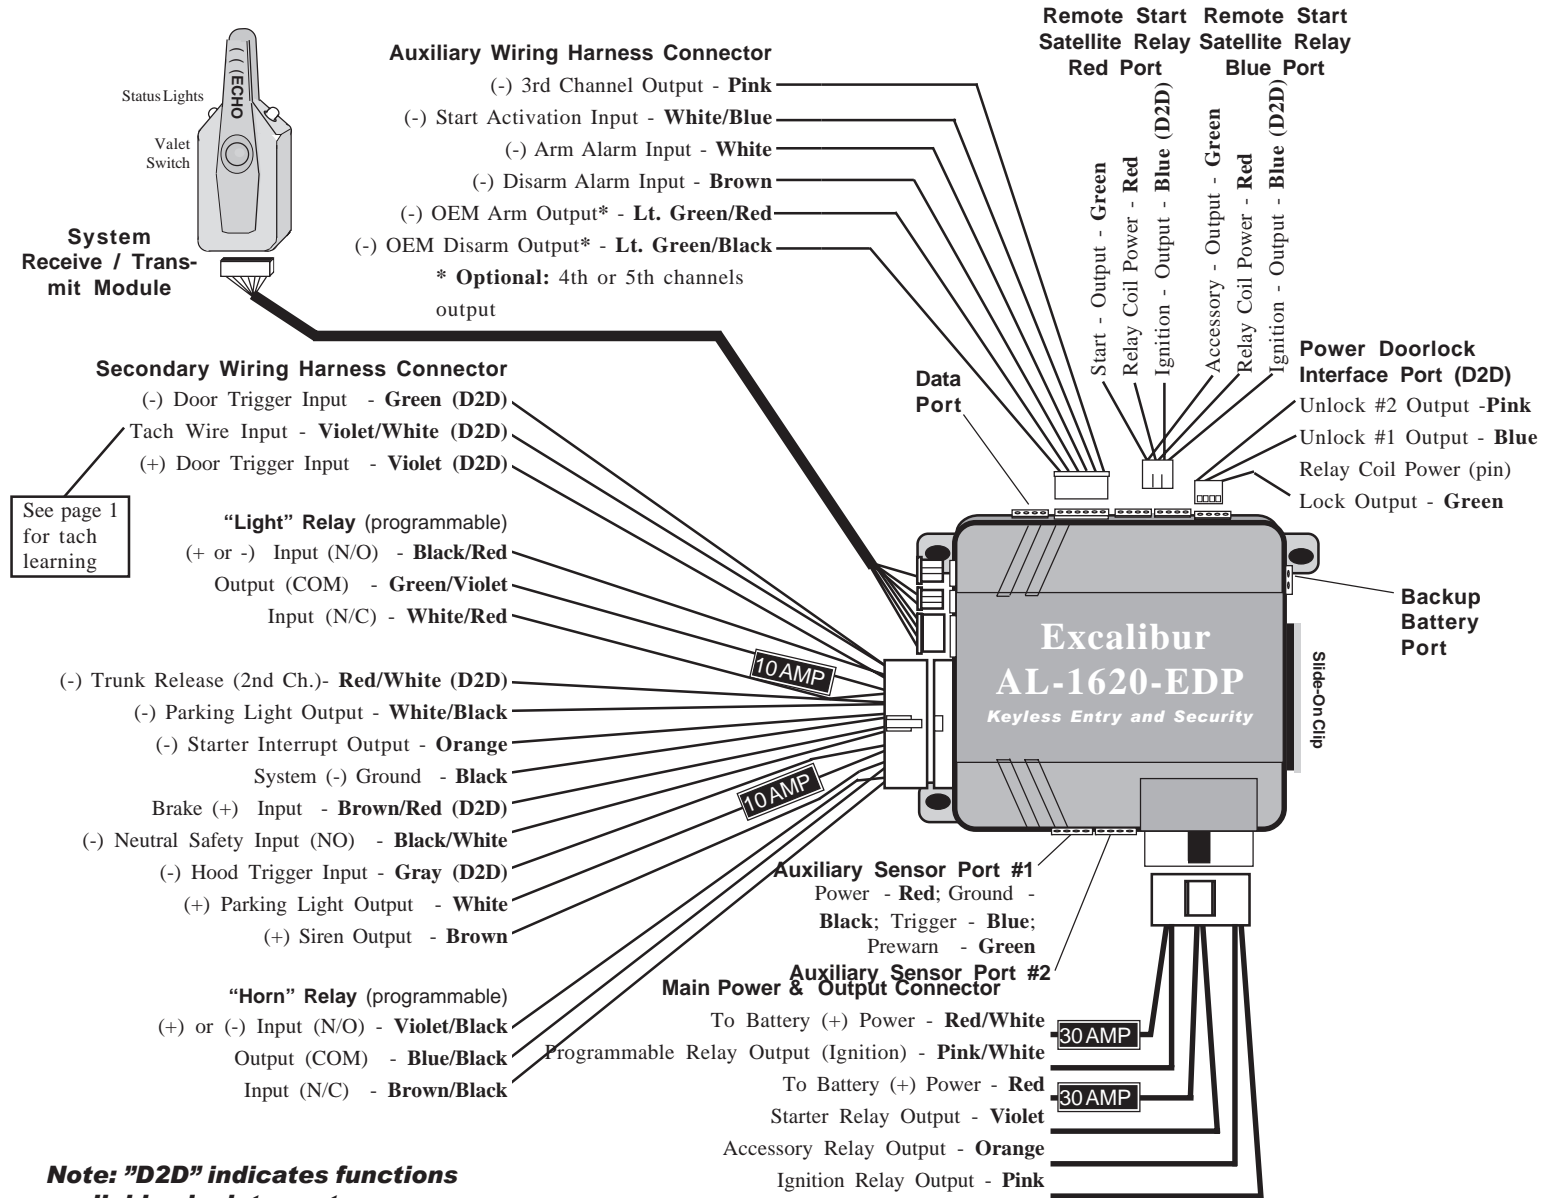 Remote Start
Satellite Relay
Red Port
Remote Start
Satellite Relay
Blue Port
Auxiliary Wiring Harness Connector
(-) 3rd Channel Output - Pink
(-) Start Activation Input - White/Blue
(-) Arm Alarm Input - White
(-) Disarm Alarm Input - Brown
(-) OEM Arm Output* - Lt. Green/Red
(-) OEM Disarm Output* - Lt. Green/Black
* Optional: 4th or 5th channels
output
Start - Output - Green
Relay Coil Power - Red
Ignition - Output - Blue (D2D)
Accessory - Output - Green
Relay Coil Power - Red
Ignition - Output - Blue (D2D)
((ECHO
Status Lights
Valet
Switch
System
Receive / Trans-
mit Module
Power Doorlock
Interface Port (D2D)
Unlock #2 Output -Pink
Unlock #1 Output - Blue
Relay Coil Power (pin)
Lock Output - Green
Data
Port
Secondary Wiring Harness Connector
(-) Door Trigger Input - Green (D2D)
Tach Wire Input - Violet/White (D2D)
(+) Door Trigger Input - Violet (D2D)
See page 1
for tach
learning
“Light” Relay (programmable)
(+ or -) Input (N/O) - Black/Red
Output (COM) - Green/Violet
Input (N/C) - White/Red
10 AMP
(-) Trunk Release (2nd Ch.)- Red/White (D2D)
(-) Parking Light Output - White/Black
(-) Starter Interrupt Output - Orange
System (-) Ground - Black
Brake (+) Input - Brown/Red (D2D)
(-) Neutral Safety Input (NO) - Black/White
(-) Hood Trigger Input - Gray (D2D)
(+) Parking Light Output - White
(+) Siren Output - Brown
10 AMP
Excalibur
AL-1620-EDP
Keyless Entry and Security
Backup
Battery
Port
Slide-On Clip
“Horn” Relay (programmable)
(+) or (-) Input (N/O) - Violet/Black
Output (COM) - Blue/Black
Input (N/C) - Brown/Black
Auxiliary Sensor Port #1
Power - Red; Ground -
Black; Trigger - Blue;
Prewarn - Green
Auxiliary Sensor Port #2
Main Power & Output Connector
To Battery (+) Power - Red/White
30 AMP
Programmable Relay Output (Ignition) - Pink/White
To Battery (+) Power - Red
30 AMP
Starter Relay Output - Violet
Accessory Relay Output - Orange
Ignition Relay Output - Pink
Note: ”D2D” indicates functions